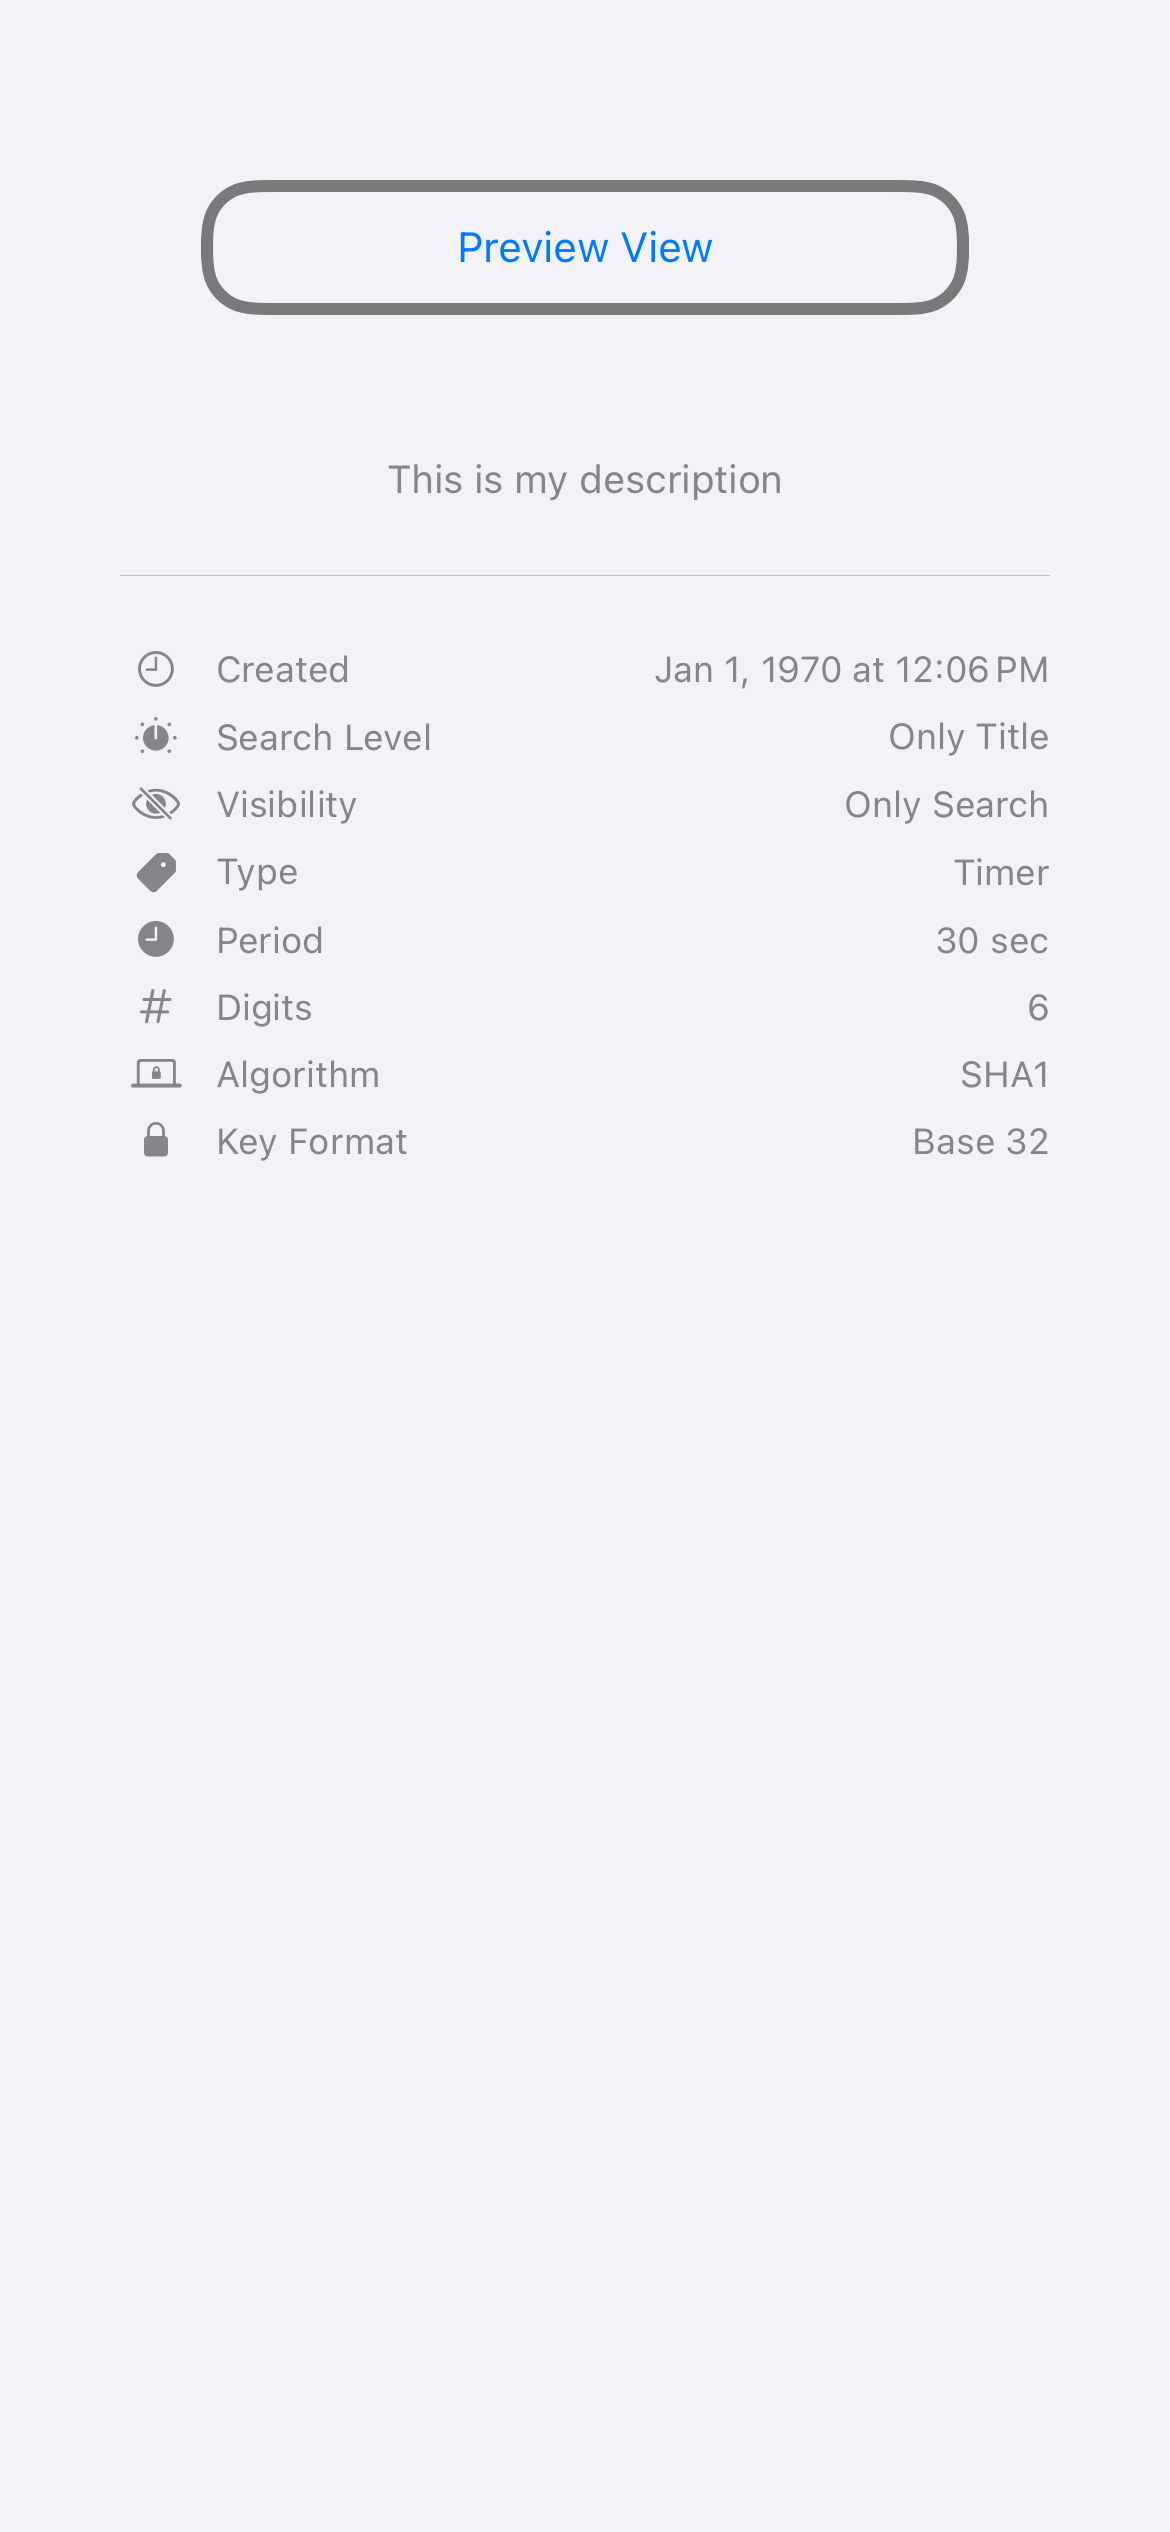 Preview View
This is my description
Created Jan 1, 1970 at 12:06 PM
Search Level Only Title
Visibility Only Search
Type Timer
Period 30 sec
Digits 6
Algorithm SHA1
Key Format Base 32